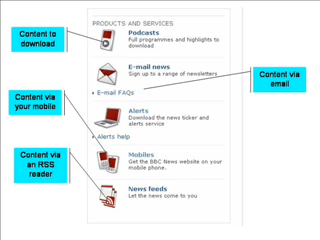 PRODUCTS AND SERVICES
Content to
download
Podcasts
Full programmes and highlights to
download
E-mail news
Sign up to a range of newsletters
E-mail FAQs
Content via
email
Content via
your mobile
Alerts
Download the news ticker and
alerts service
Alerts help
Mobiles
Get the BBC News website on your
mobile phone.
Content via
an RSS
reader
News feeds
Let the news come to you